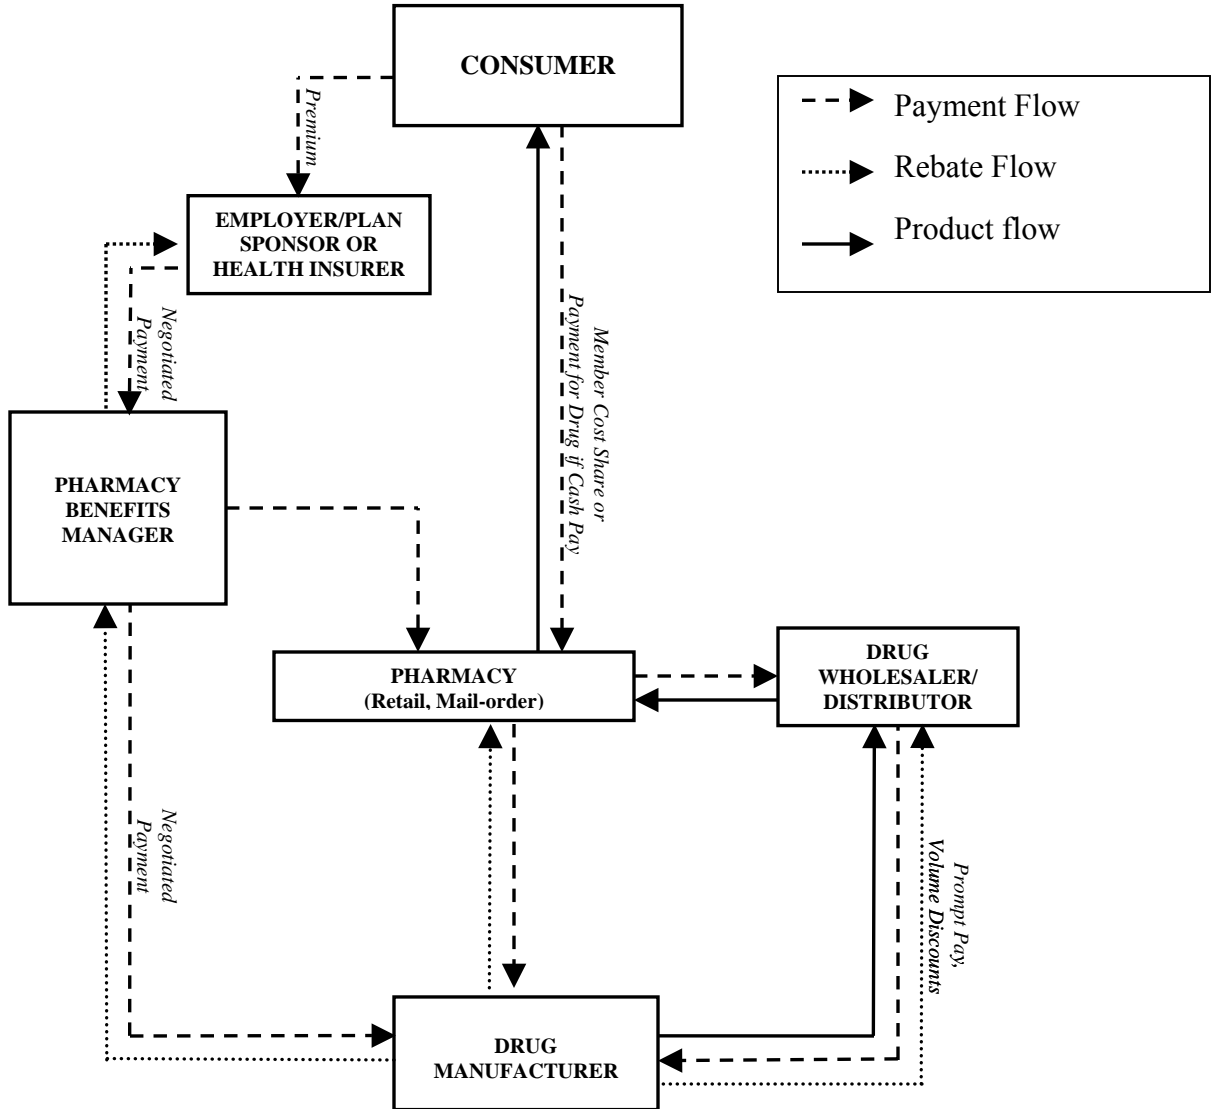 CONSUMER
Payment Flow
Rebate Flow
Product flow
Premium
EMPLOYER/PLAN
SPONSOR OR
HEALTH INSURER
Negotiated
Payment
Member Cost Share or
Payment for Drug if Cash Pay
PHARMACY
BENEFITS
MANAGER
PHARMACY
(Retail, Mail-order)
DRUG
WHOLESALER/
DISTRIBUTOR
Negotiated
Payment
Prompt Pay,
Volume Discounts
DRUG
MANUFACTURER